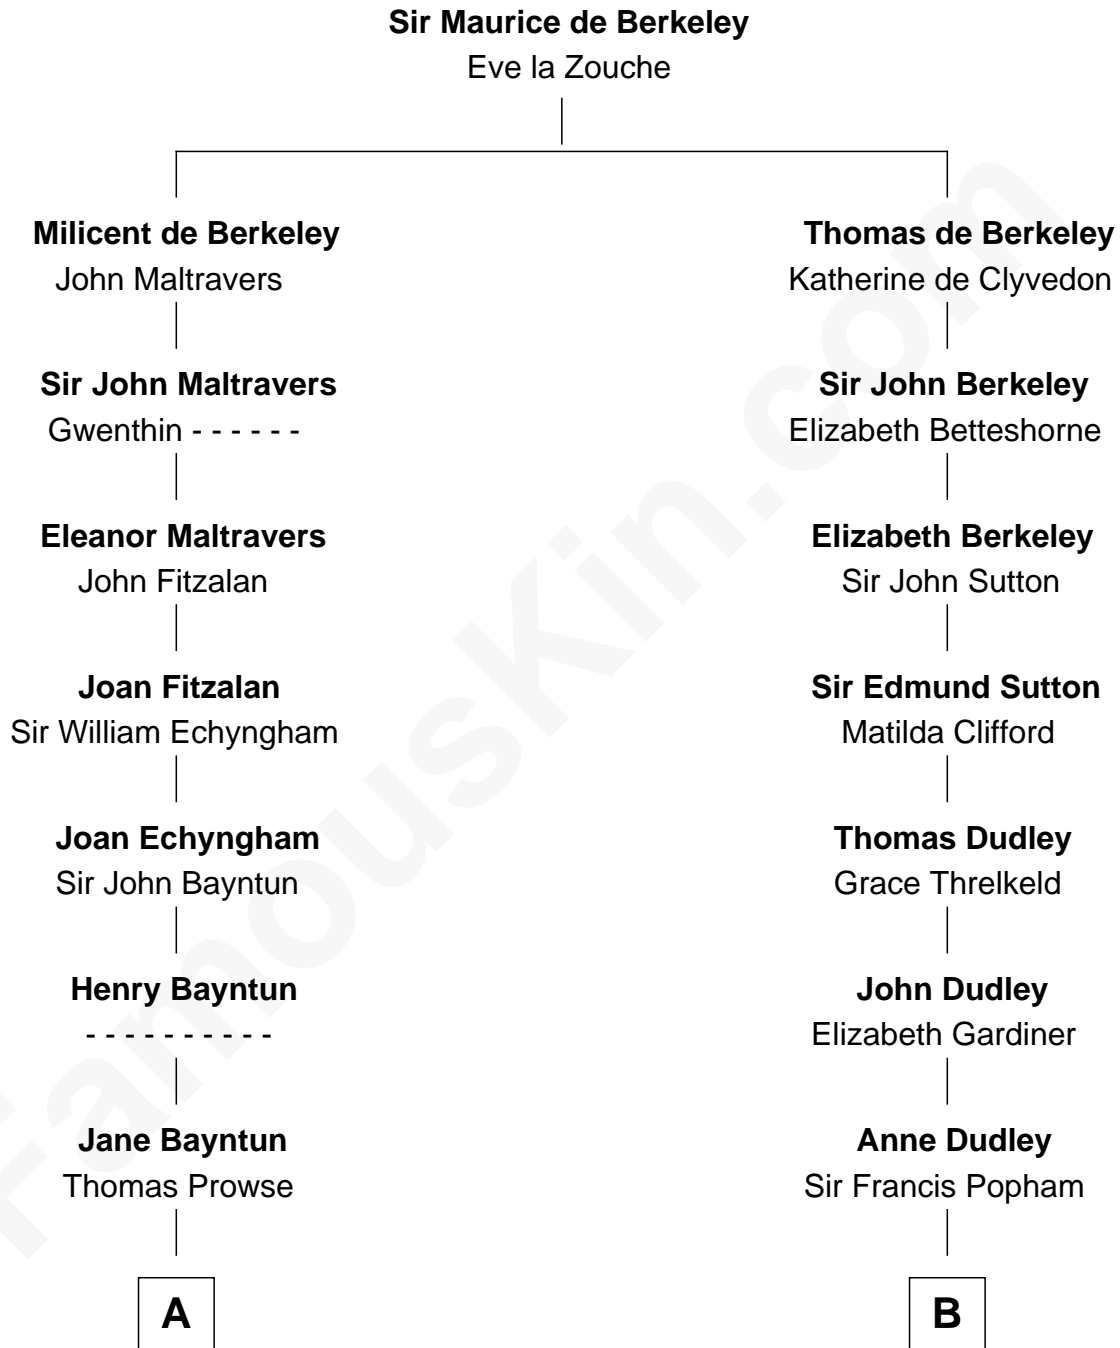 Sir Maurice de Berkeley
Eve la Zouche
Milicent de Berkeley
John Maltravers
Sir John Maltravers
Gwenthin - - - - - -
Eleanor Maltravers
John Fitzalan
Joan Fitzalan
Sir William Echyngham
Joan Echyngham
Sir John Bayntun
Henry Bayntun
- - - - - - - - - -
Jane Bayntun
Thomas Prowse
A
Thomas de Berkeley
Katherine de Clyvedon
Sir John Berkeley
Elizabeth Betteshorne
Elizabeth Berkeley
Sir John Sutton
Sir Edmund Sutton
Matilda Clifford
Thomas Dudley
Grace Threlkeld
John Dudley
Elizabeth Gardiner
Anne Dudley
Sir Francis Popham
B
FamousKin.com